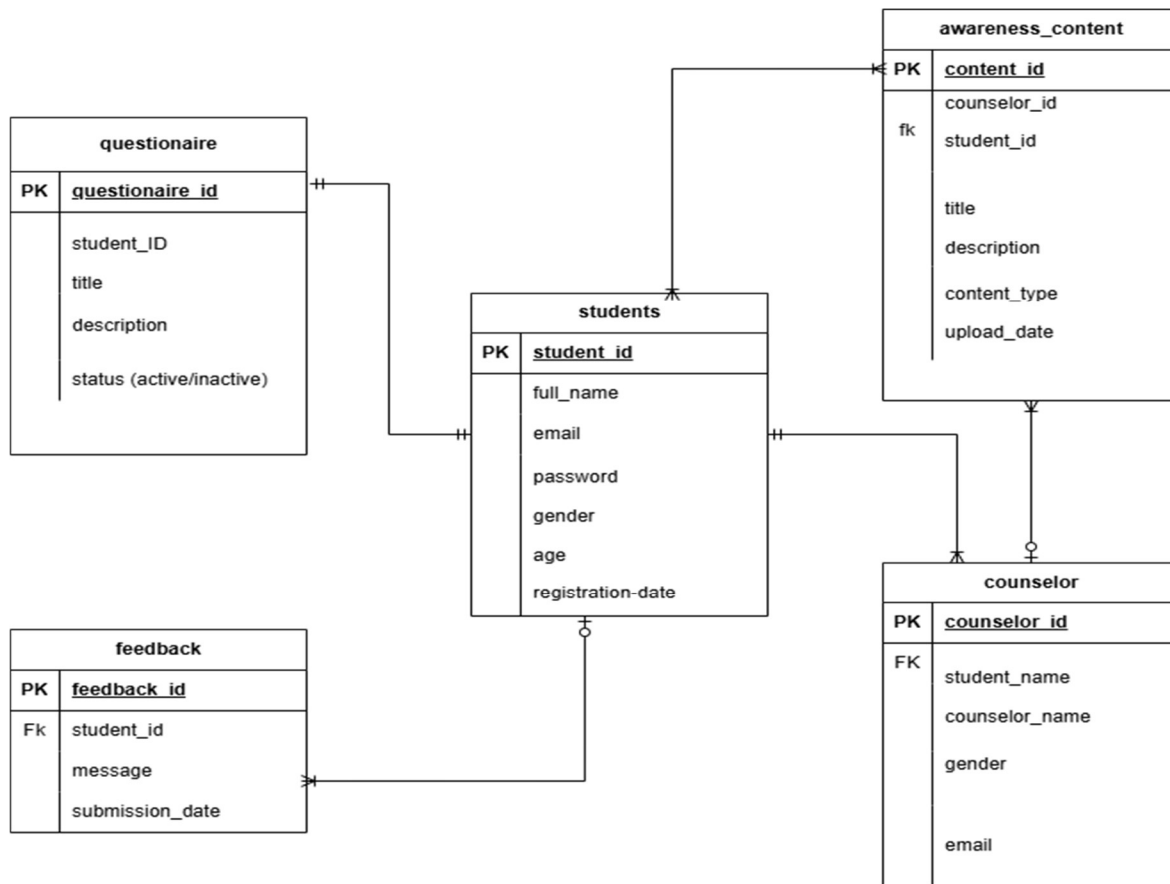 questionaire
PK questionaire_id
student_ID
title
description
status (active/inactive)
feedback
PK feedback_id
Fk student_id
message
submission_date
students
PK student_id
full_name
email
password
gender
age
registration-date
awareness_content
PK content_id
counselor_id
fk
student_id
title
description
content_type
upload_date
counselor
PK counselor_id
FK
student_name
counselor_name
gender
email